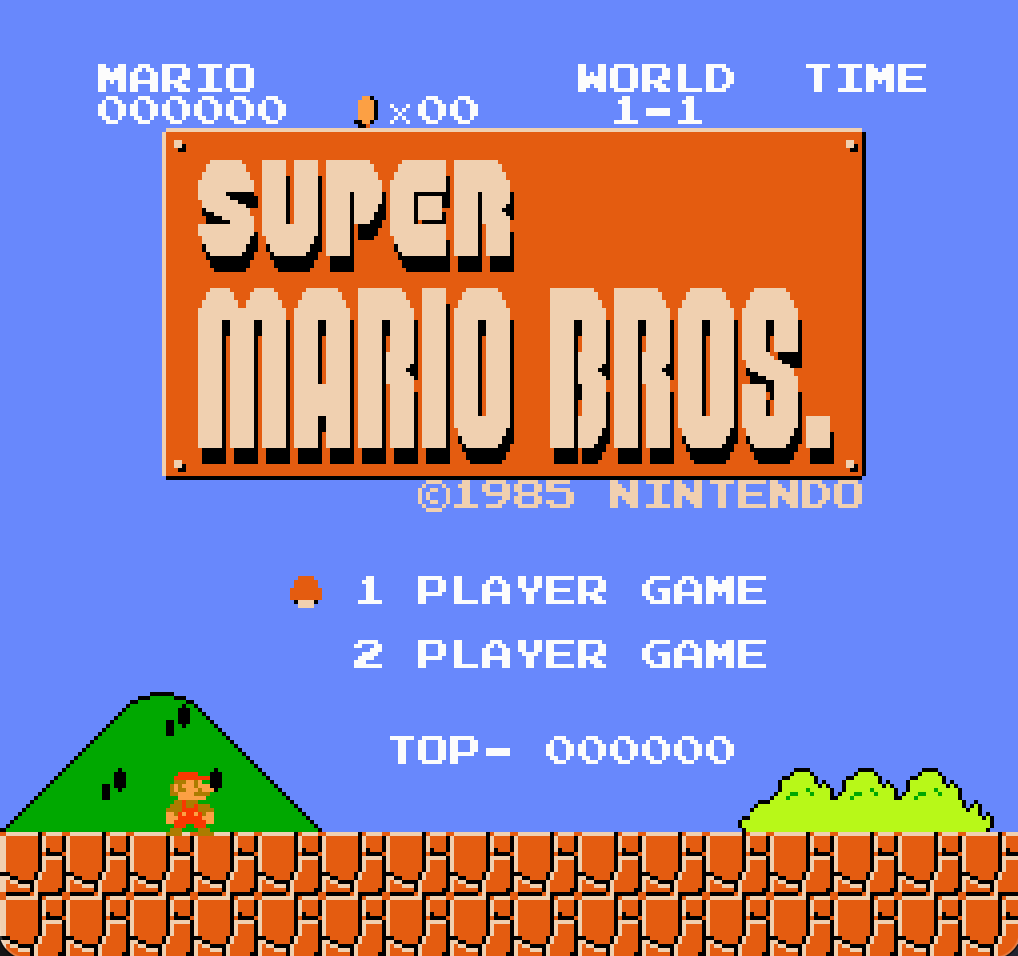 MARIO WORLD TIME
000000 ×00 1-1
SUPER
MARIO BROS.
©1985 NINTENDO
1 PLAYER GAME
2 PLAYER GAME
TOP- 000000